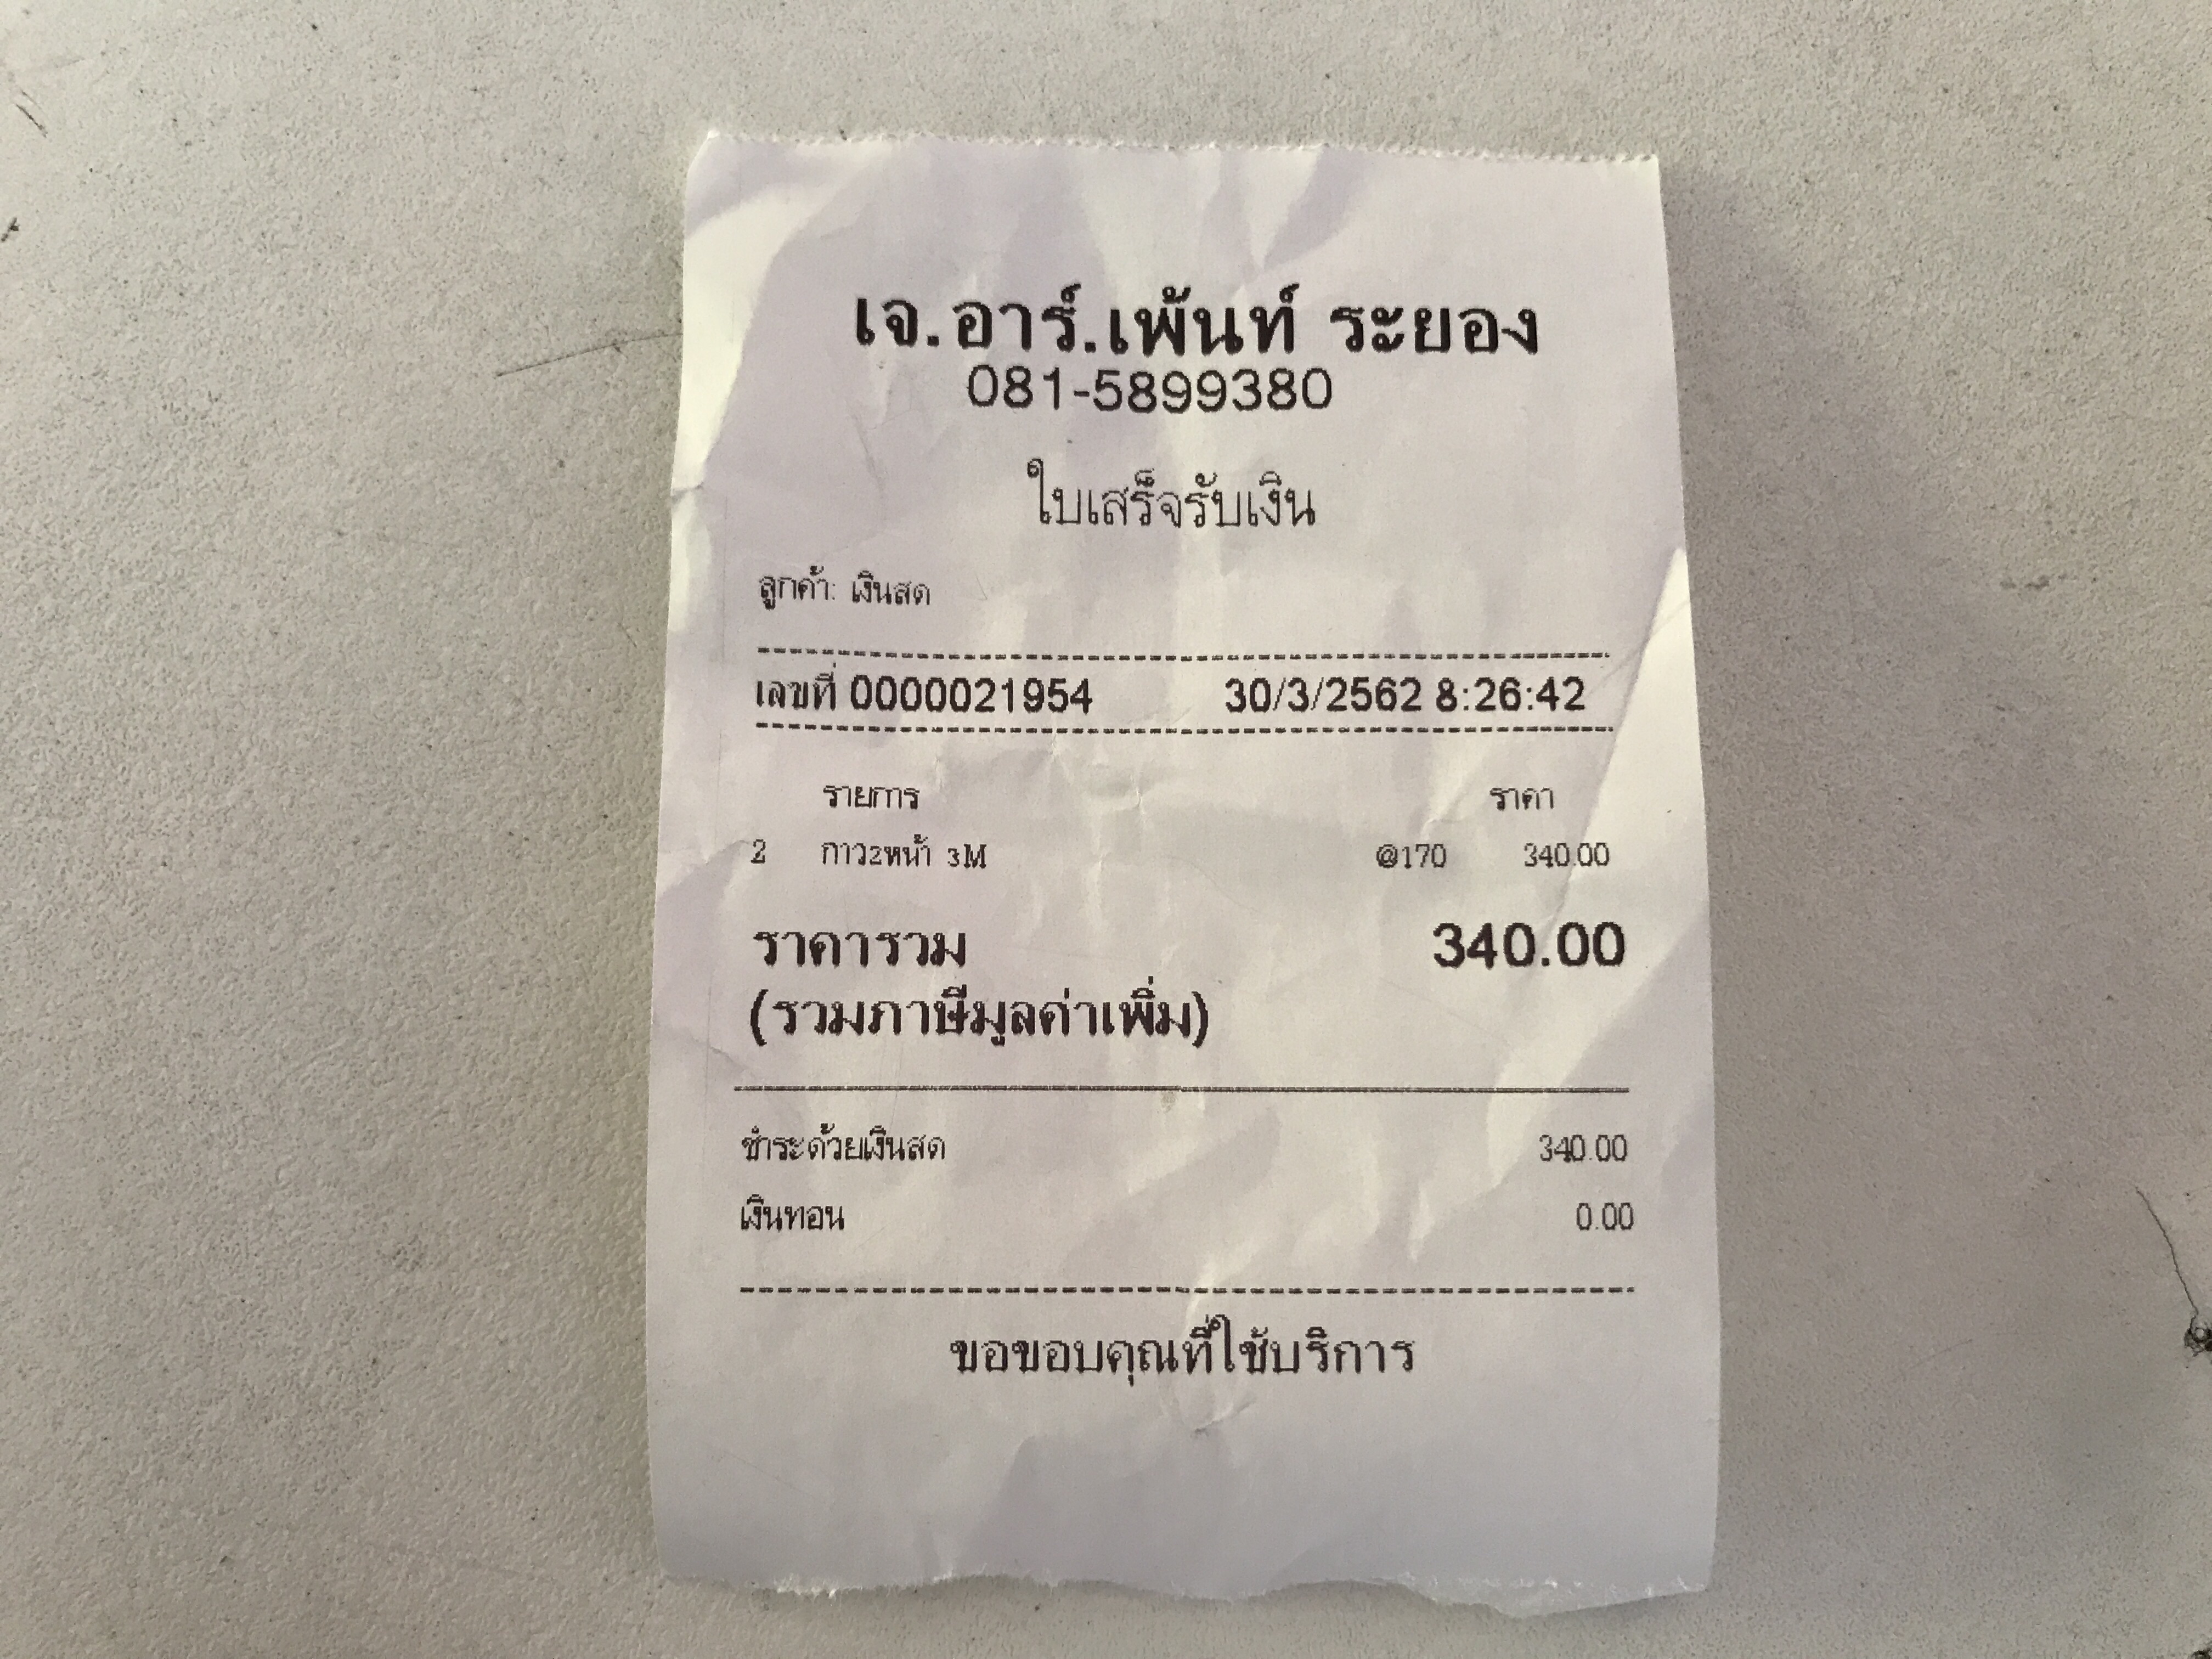 เจ.อาร์.เพ้นท์ ระยอง
081-5899380
ใบเสร็จรับเงิน
ลูกค้า: เงินสด
เลขที่ 0000021954 30/3/2562 8:26:42
รายการ ราคา
2 กาว2หน้า 3M @170 340.00
ราคารวม 340.00
(รวมภาษีมูลค่าเพิ่ม)
ชำระด้วยเงินสด 340.00
เงินทอน 0.00
ขอขอบคุณที่ใช้บริการ